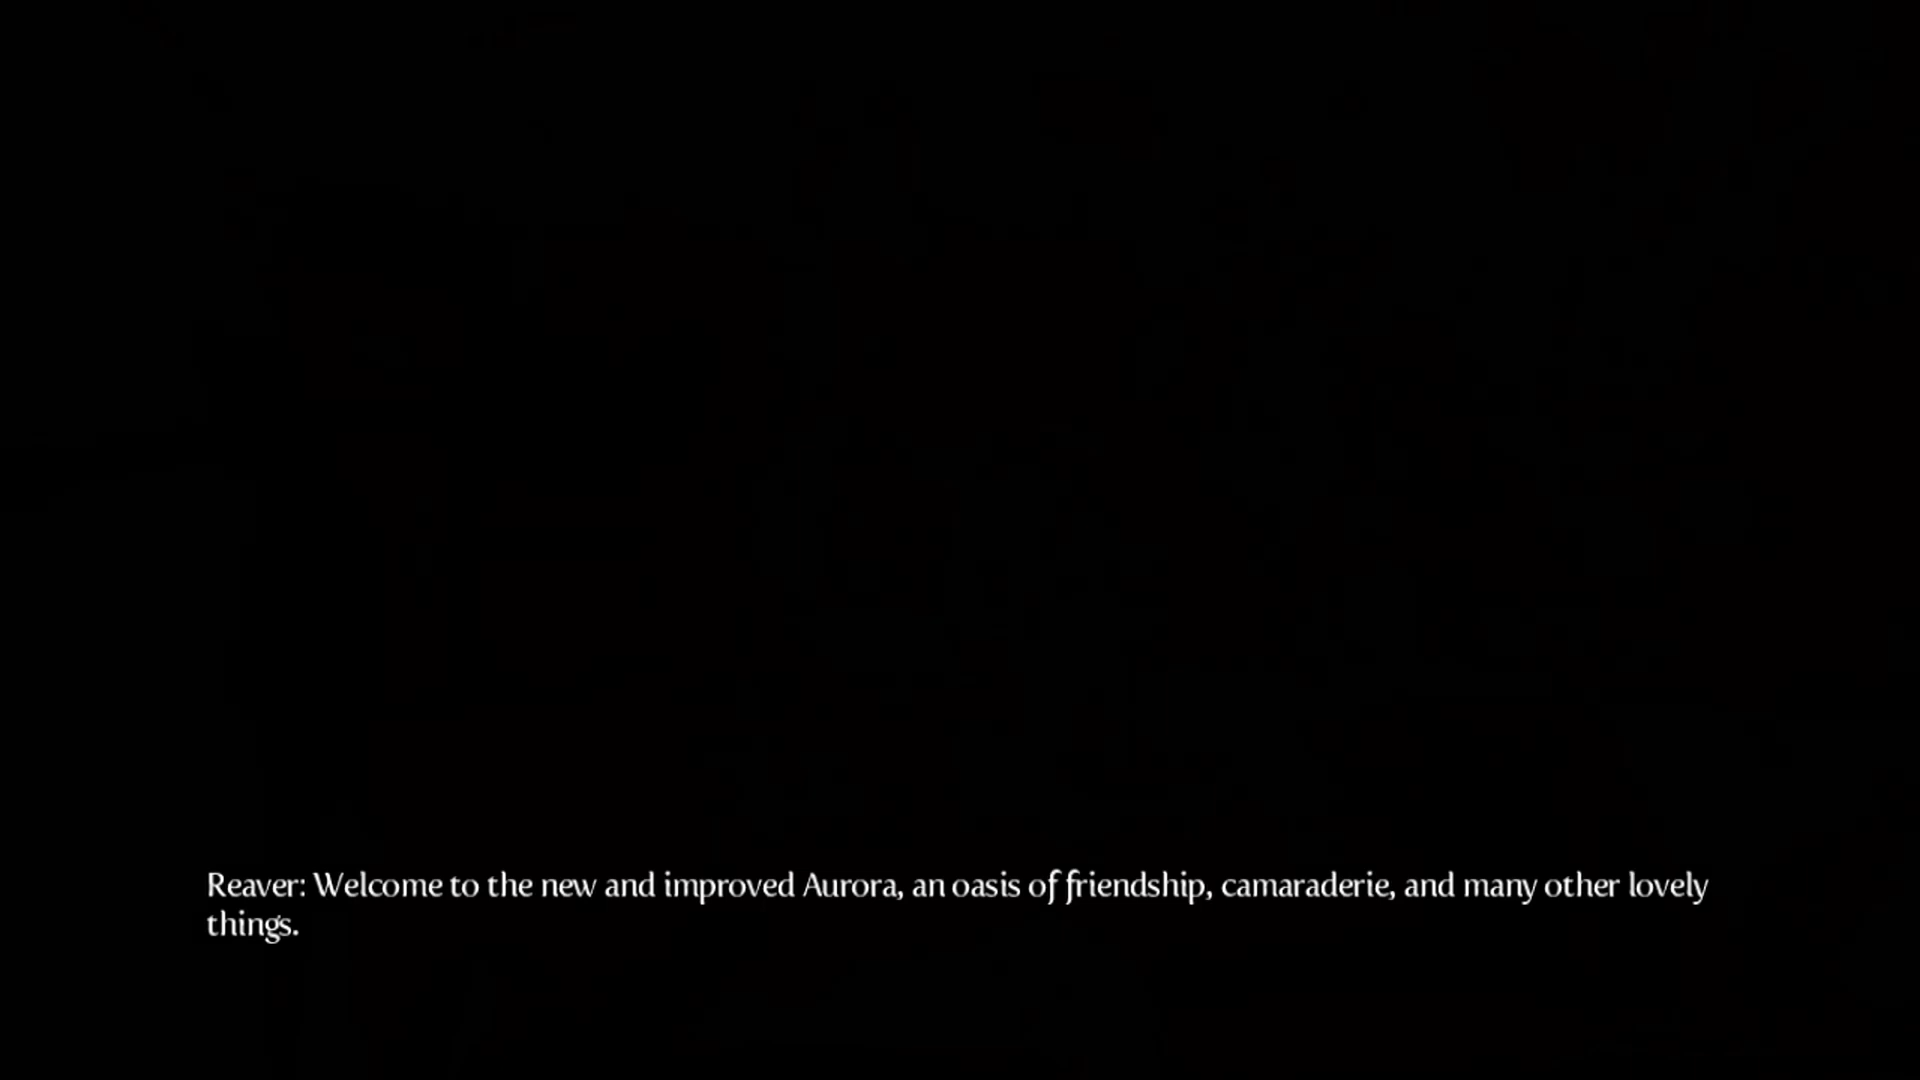 Reaver: Welcome to the new and improved Aurora, an oasis of friendship, camaraderie, and many other lovely
things.